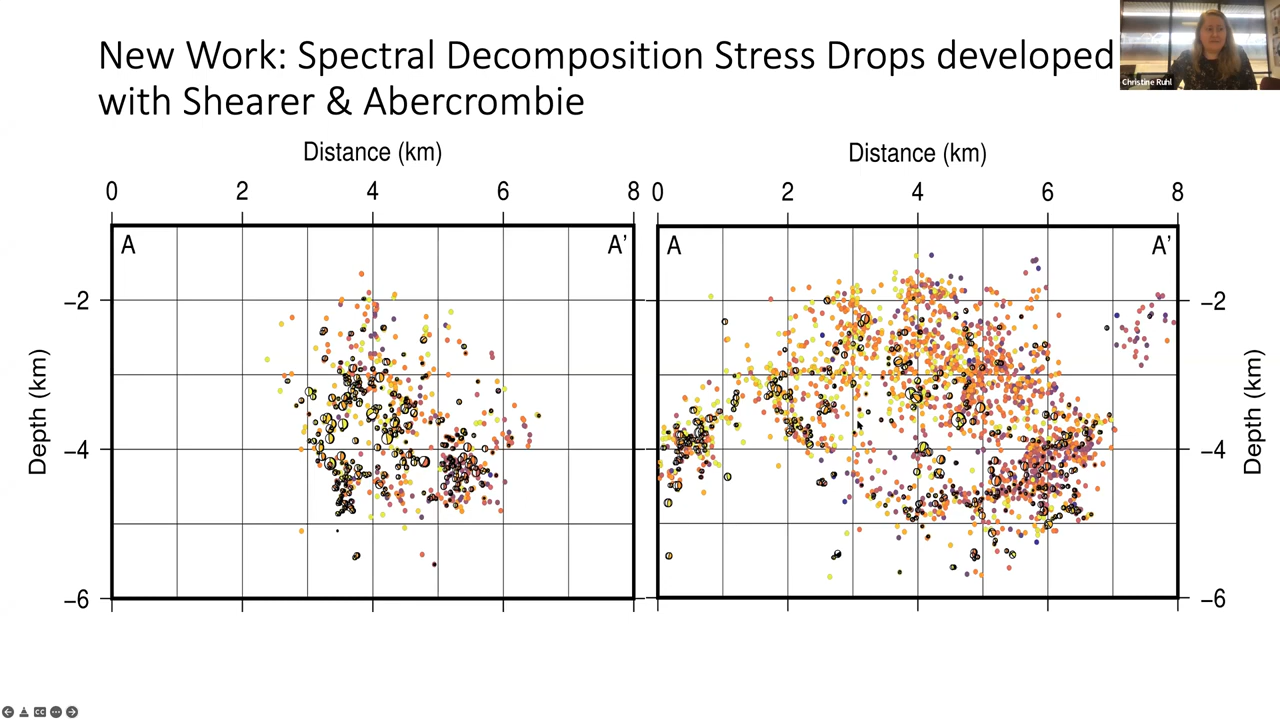 New Work: Spectral Decomposition Stress Drops developed
with Shearer & Abercrombie
Christine Ruhl
Distance (km)
Distance (km)
0 2 4 6 8
0 2 4 6 8
A A'
A A'
−2
−4
−6
−2
−4
−6
Depth (km)
Depth (km)
CC